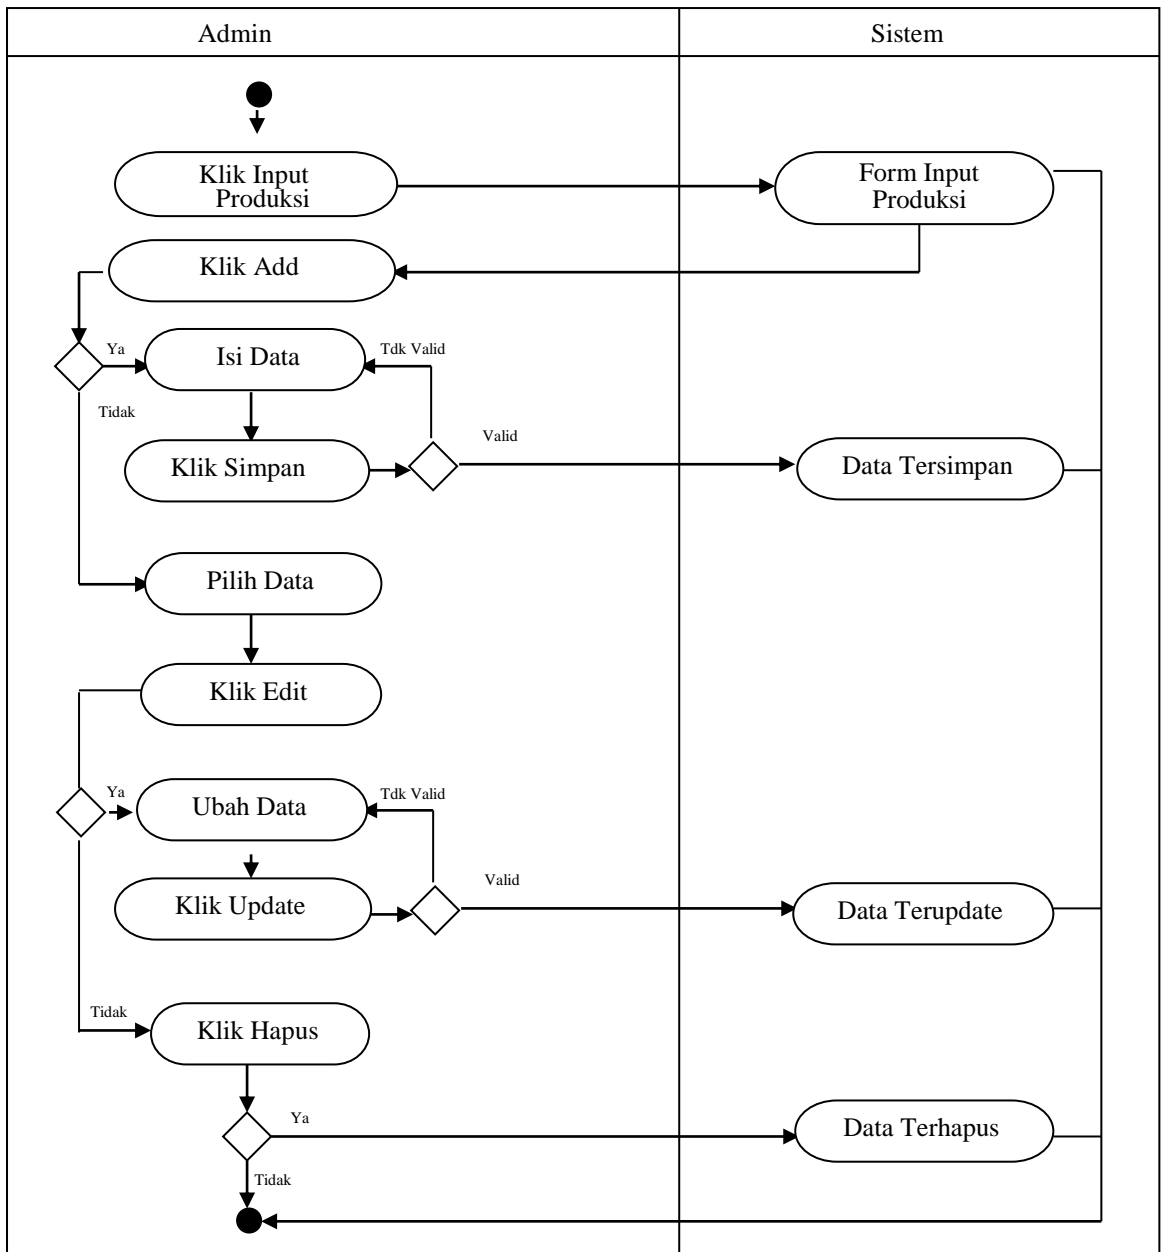 Admin
Sistem
Klik Input
Produksi
Form Input
Produksi
Klik Add
Ya
Isi Data
Tdk Valid
Tidak
Klik Simpan
Valid
Data Tersimpan
Pilih Data
Klik Edit
Ya
Ubah Data
Tdk Valid
Klik Update
Valid
Data Terupdate
Tidak
Klik Hapus
Ya
Data Terhapus
Tidak